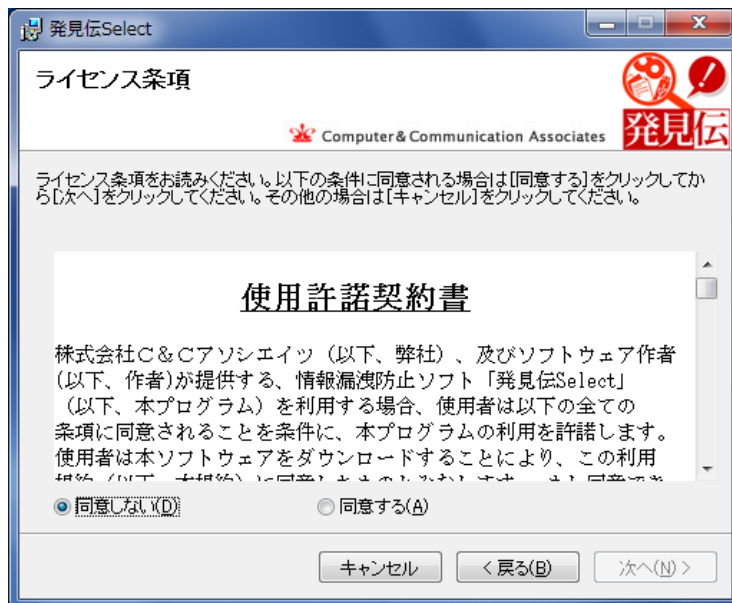 発見伝Select
ライセンス条項
Computer & Communication Associates
発見伝
ライセンス条項をお読みください。以下の条件に同意される場合は[同意する]をクリックしてか
ら[次へ]をクリックしてください。その他の場合は[キャンセル]をクリックしてください。
使用許諾契約書
株式会社C&Cアソシエイツ（以下、弊社）、及びソフトウェア作者
(以下、作者)が提供する、情報漏洩防止ソフト「発見伝Select」
（以下、本プログラム）を利用する場合、使用者は以下の全ての
条項に同意されることを条件に、本プログラムの利用を許諾します。
使用者は本ソフトウェアをダウンロードすることにより、この利用
同意しない(D)
同意する(A)
キャンセル
< 戻る(B)
次へ(N) >